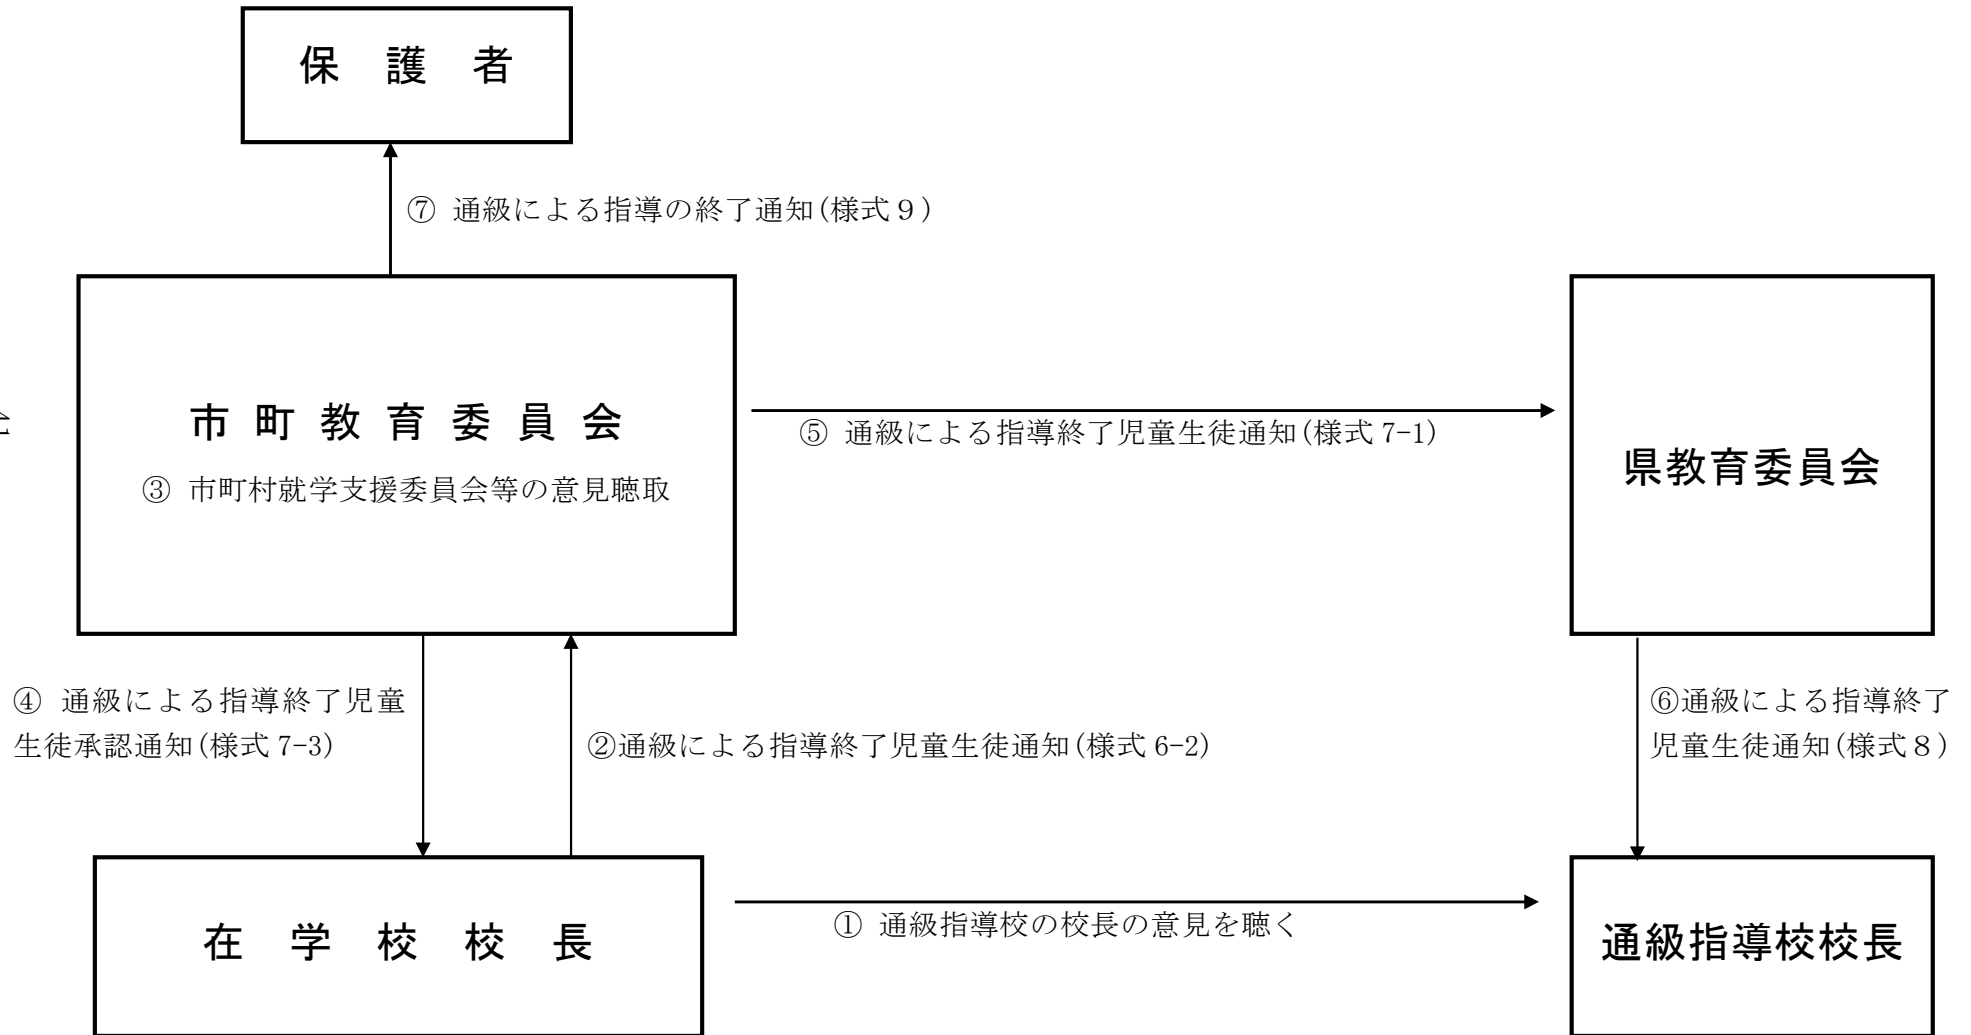 保 護 者
⑦ 通級による指導の終了通知(様式９)
市 町 教 育 委 員 会
③ 市町村就学支援委員会等の意見聴取
⑤ 通級による指導終了児童生徒通知(様式 7-1)
県教育委員会
④ 通級による指導終了児童
生徒承認通知(様式 7-3)
②通級による指導終了児童生徒通知(様式 6-2)
⑥通級による指導終了
児童生徒通知(様式８)
在 学 校 校 長
① 通級指導校の校長の意見を聴く
通級指導校校長